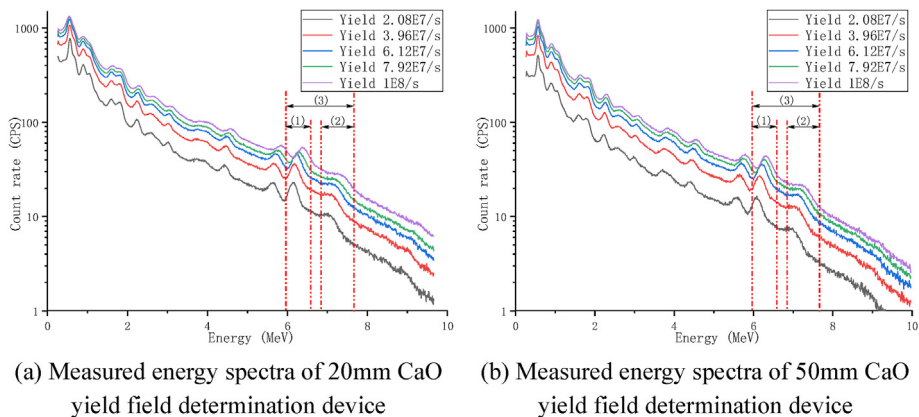 Yield 2.08E7/s
Yield 3.96E7/s
Yield 6.12E7/s
Yield 7.92E7/s
Yield 1E8/s
1000
100
10
1
Count rate (CPS)
(3)
(1)
(2)
0 2 4 6 8 10
Energy (MeV)
(a) Measured energy spectra of 20mm CaO
yield field determination device
Yield 2.08E7/s
Yield 3.96E7/s
Yield 6.12E7/s
Yield 7.92E7/s
Yield 1E8/s
1000
100
10
1
Count rate (CPS)
(3)
(1)
(2)
0 2 4 6 8 10
Energy (MeV)
(b) Measured energy spectra of 50mm CaO
yield field determination device